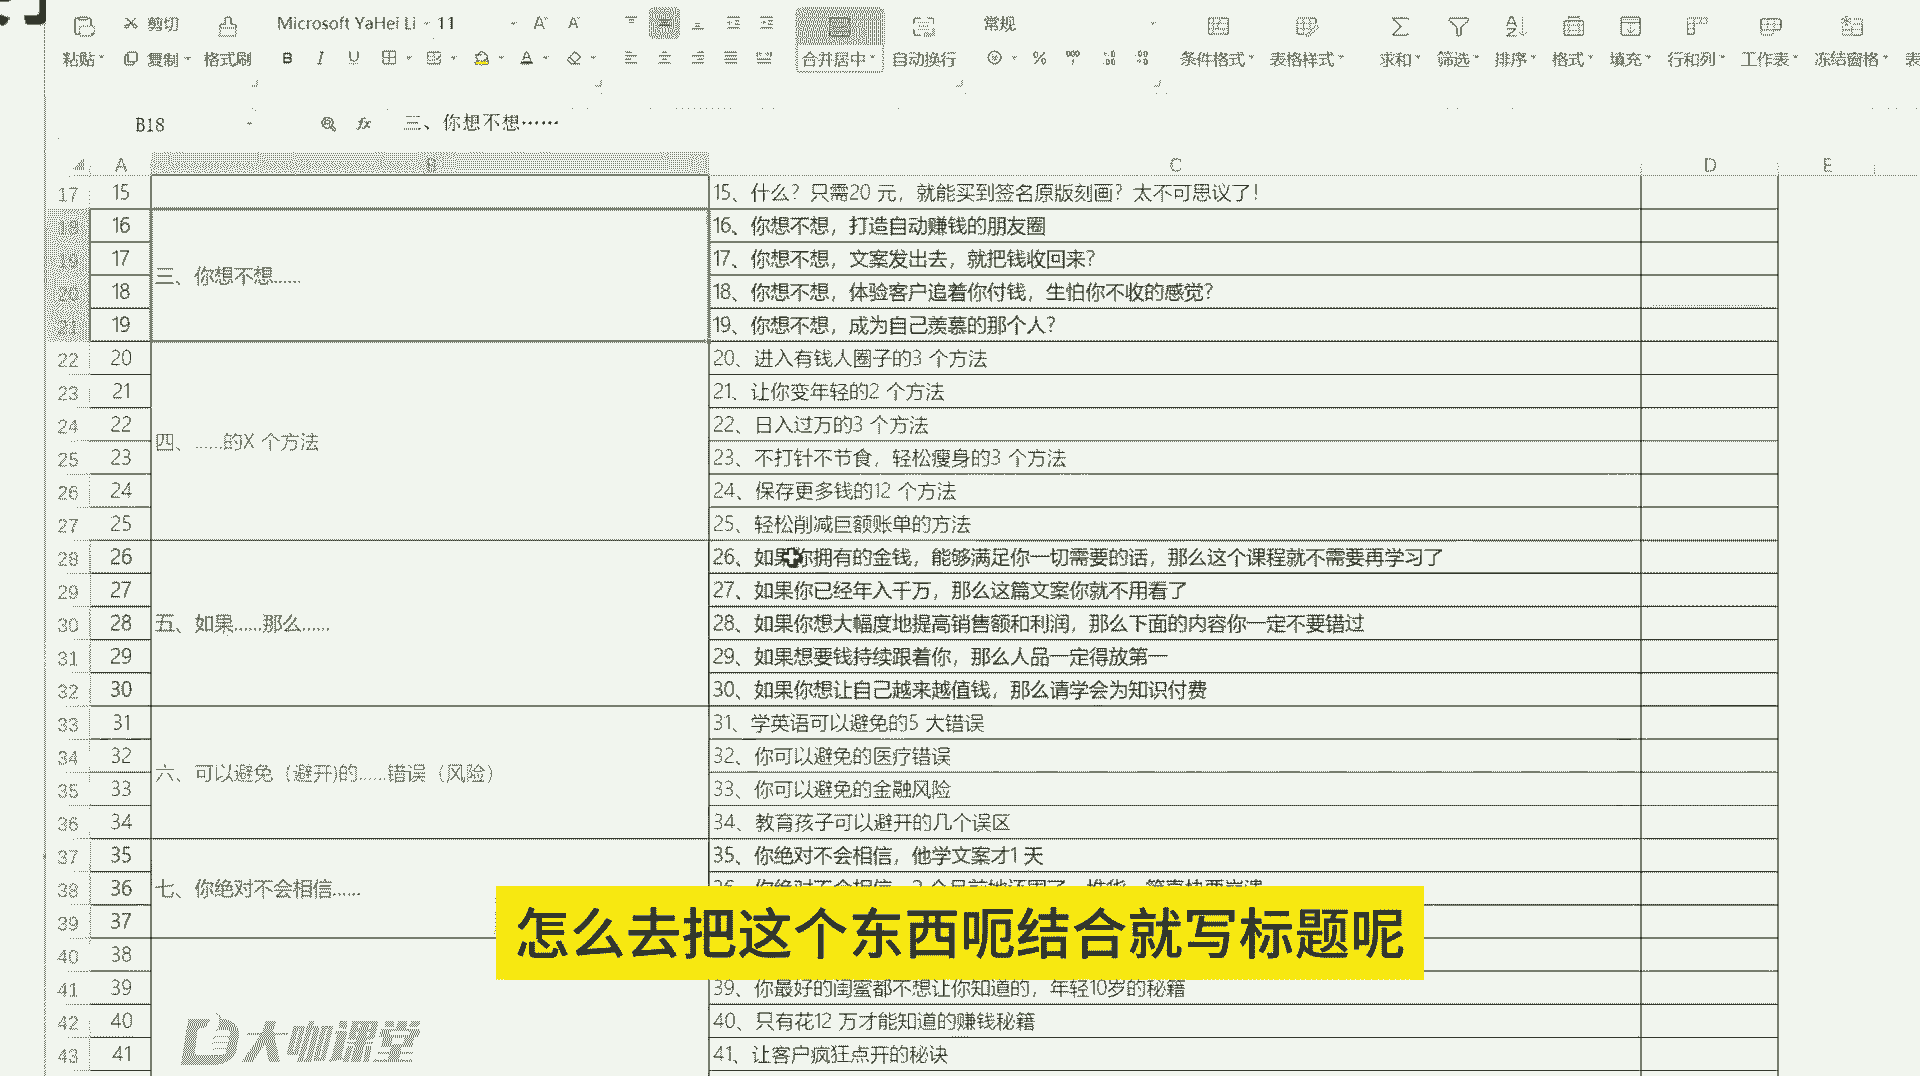 剪切 Microsoft YaHei Li 11 A A 常规
粘贴 复制 格式刷 B I U A 合并居中 自动换行 % 条件格式 表格样式 求和 筛选 排序 格式 填充 行和列 工作表 冻结窗格 表
B18 fx 三、你想不想……
A B C D E
17 15 15、什么？只需20 元，就能买到签名原版刻画？太不可思议了！
18 16 16、你想不想，打造自动赚钱的朋友圈
19 17 17、你想不想，文案发出去，就把钱收回来？
三、你想不想……
20 18 18、你想不想，体验客户追着你付钱，生怕你不收的感觉？
21 19 19、你想不想，成为自己羡慕的那个人？
22 20 20、进入有钱人圈子的3 个方法
23 21 21、让你变年轻的2 个方法
24 22 22、日入过万的3 个方法
四、……的X 个方法
25 23 23、不打针不节食，轻松瘦身的3 个方法
26 24 24、保存更多钱的12 个方法
27 25 25、轻松削减巨额账单的方法
28 26 26、如果你拥有的金钱，能够满足你一切需要的话，那么这个课程就不需要再学习了
29 27 27、如果你已经年入千万，那么这篇文案你就不用看了
30 28 五、如果……那么…… 28、如果你想大幅度地提高销售额和利润，那么下面的内容你一定不要错过
31 29 29、如果想要钱持续跟着你，那么人品一定得放第一
32 30 30、如果你想让自己越来越值钱，那么请学会为知识付费
33 31 31、学英语可以避免的5 大错误
34 32 32、你可以避免的医疗错误
六、可以避免（避开)的……错误（风险）
35 33 33、你可以避免的金融风险
36 34 34、教育孩子可以避开的几个误区
37 35 35、你绝对不会相信，他学文案才1 天
38 36 七、你绝对不会相信……
39 37
怎么去把这个东西呃结合就写标题呢
40 38
41 39 39、你最好的闺蜜都不想让你知道的，年轻10岁的秘籍
42 40 40、只有花12 万才能知道的赚钱秘籍
43 41 41、让客户疯狂点开的秘诀
大咖课堂